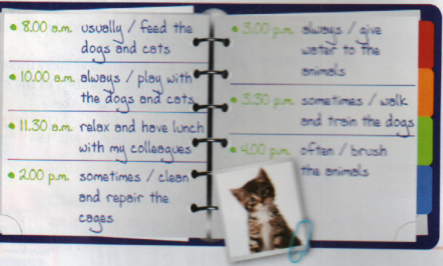 8.00 a.m. usually / feed the
dogs and cats
10.00 a.m. always / play with
the dogs and cats
11.30 a.m. relax and have lunch
with my colleagues
2.00 p.m. sometimes / clean
and repair the
cages
3.00 p.m. always / give
water to the
animals
3.30 p.m. sometimes / walk
and train the dogs
4.00 p.m. often / brush
the animals